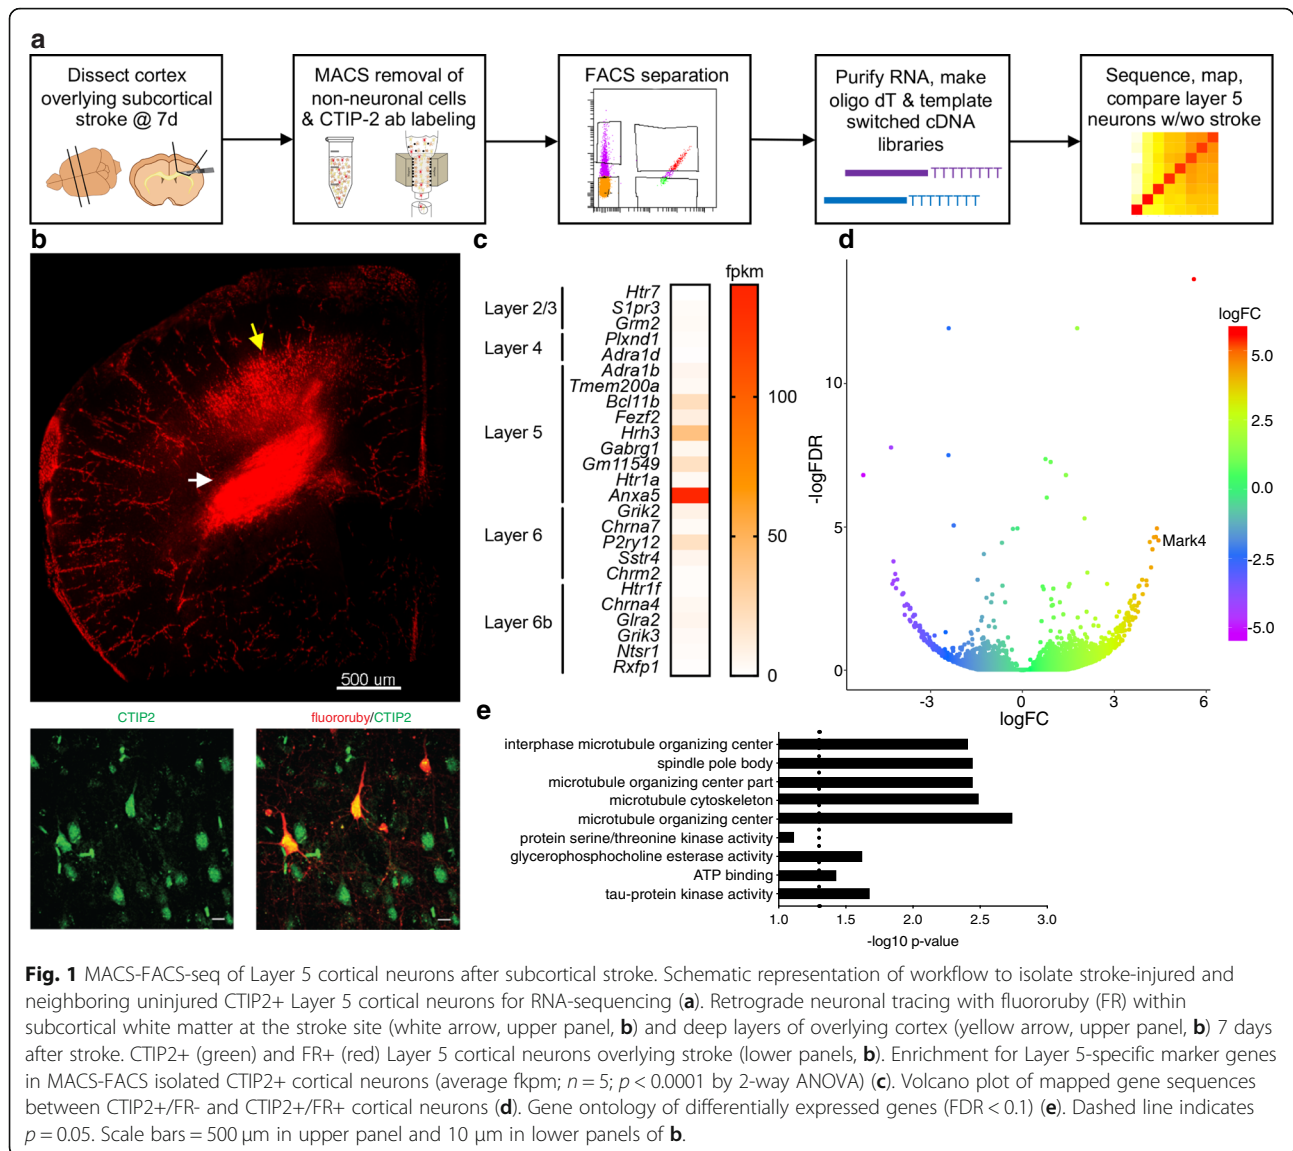 a
Dissect cortex
overlying subcortical
stroke @ 7d
MACS removal of
non-neuronal cells
& CTIP-2 ab labeling
FACS separation
Purify RNA, make
oligo dT & template
switched cDNA
libraries
TTTTTTTT
TTTTTTTT
Sequence, map,
compare layer 5
neurons w/wo stroke
b
500 um
CTIP2
fluororuby/CTIP2
c
fpkm
Layer 2/3
Layer 4
Layer 5
Layer 6
Layer 6b
Htr7
S1pr3
Grm2
Plxnd1
Adra1d
Adra1b
Tmem200a
Bcl11b
Fezf2
Hrh3
Gabrg1
Gm11549
Htr1a
Anxa5
Grik2
Chrna7
P2ry12
Sstr4
Chrm2
Htr1f
Chrna4
Glra2
Grik3
Ntsr1
Rxfp1
100
50
0
d
-logFDR
10
5
0
-3
0
3
6
logFC
Mark4
logFC
5.0
2.5
0.0
-2.5
-5.0
e
interphase microtubule organizing center
spindle pole body
microtubule organizing center part
microtubule cytoskeleton
microtubule organizing center
protein serine/threonine kinase activity
glycerophosphocholine esterase activity
ATP binding
tau-protein kinase activity
1.0
1.5
2.0
2.5
3.0
-log10 p-value
Fig. 1 MACS-FACS-seq of Layer 5 cortical neurons after subcortical stroke. Schematic representation of workflow to isolate stroke-injured and
neighboring uninjured CTIP2+ Layer 5 cortical neurons for RNA-sequencing (a). Retrograde neuronal tracing with fluororuby (FR) within
subcortical white matter at the stroke site (white arrow, upper panel, b) and deep layers of overlying cortex (yellow arrow, upper panel, b) 7 days
after stroke. CTIP2+ (green) and FR+ (red) Layer 5 cortical neurons overlying stroke (lower panels, b). Enrichment for Layer 5-specific marker genes
in MACS-FACS isolated CTIP2+ cortical neurons (average fkpm; n = 5; p < 0.0001 by 2-way ANOVA) (c). Volcano plot of mapped gene sequences
between CTIP2+/FR- and CTIP2+/FR+ cortical neurons (d). Gene ontology of differentially expressed genes (FDR < 0.1) (e). Dashed line indicates
p = 0.05. Scale bars = 500 μm in upper panel and 10 μm in lower panels of b.